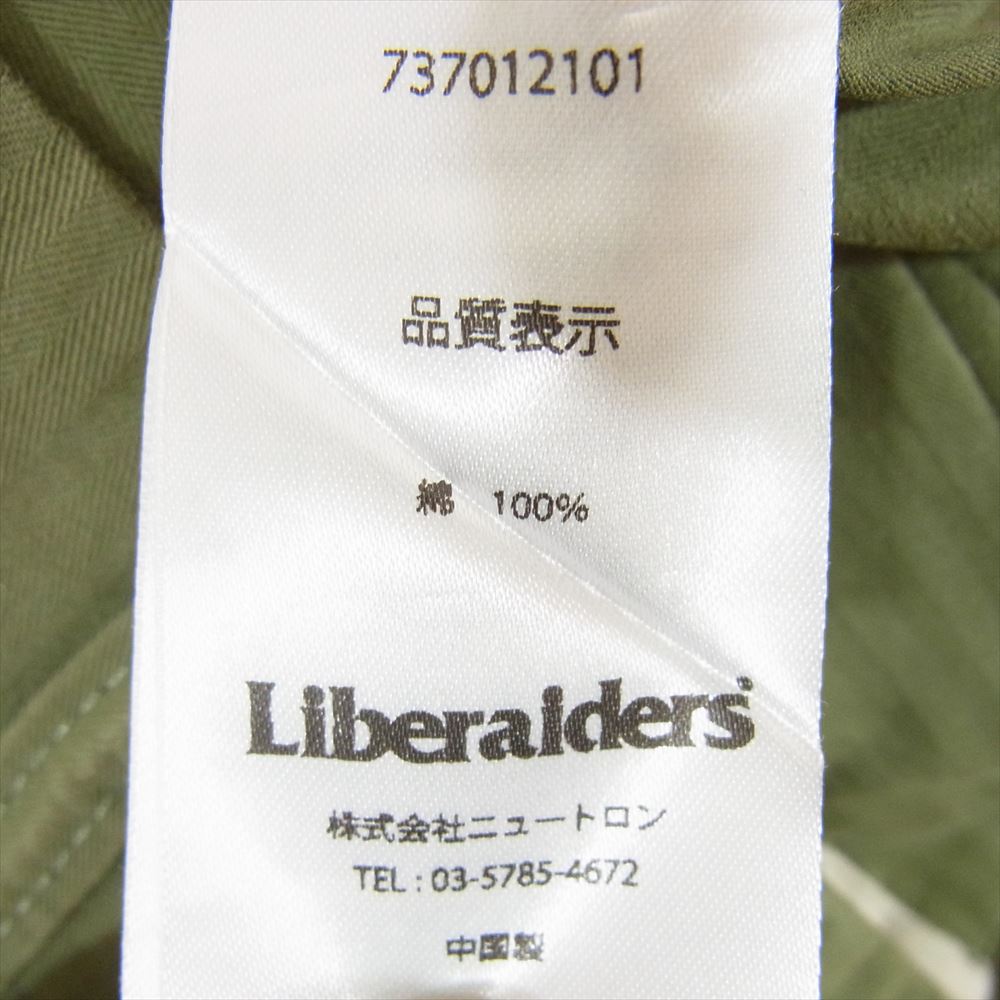 737012101
品質表示
綿 100%
Liberaiders
株式会社ニュートロン
TEL : 03-5785-4672
中国製